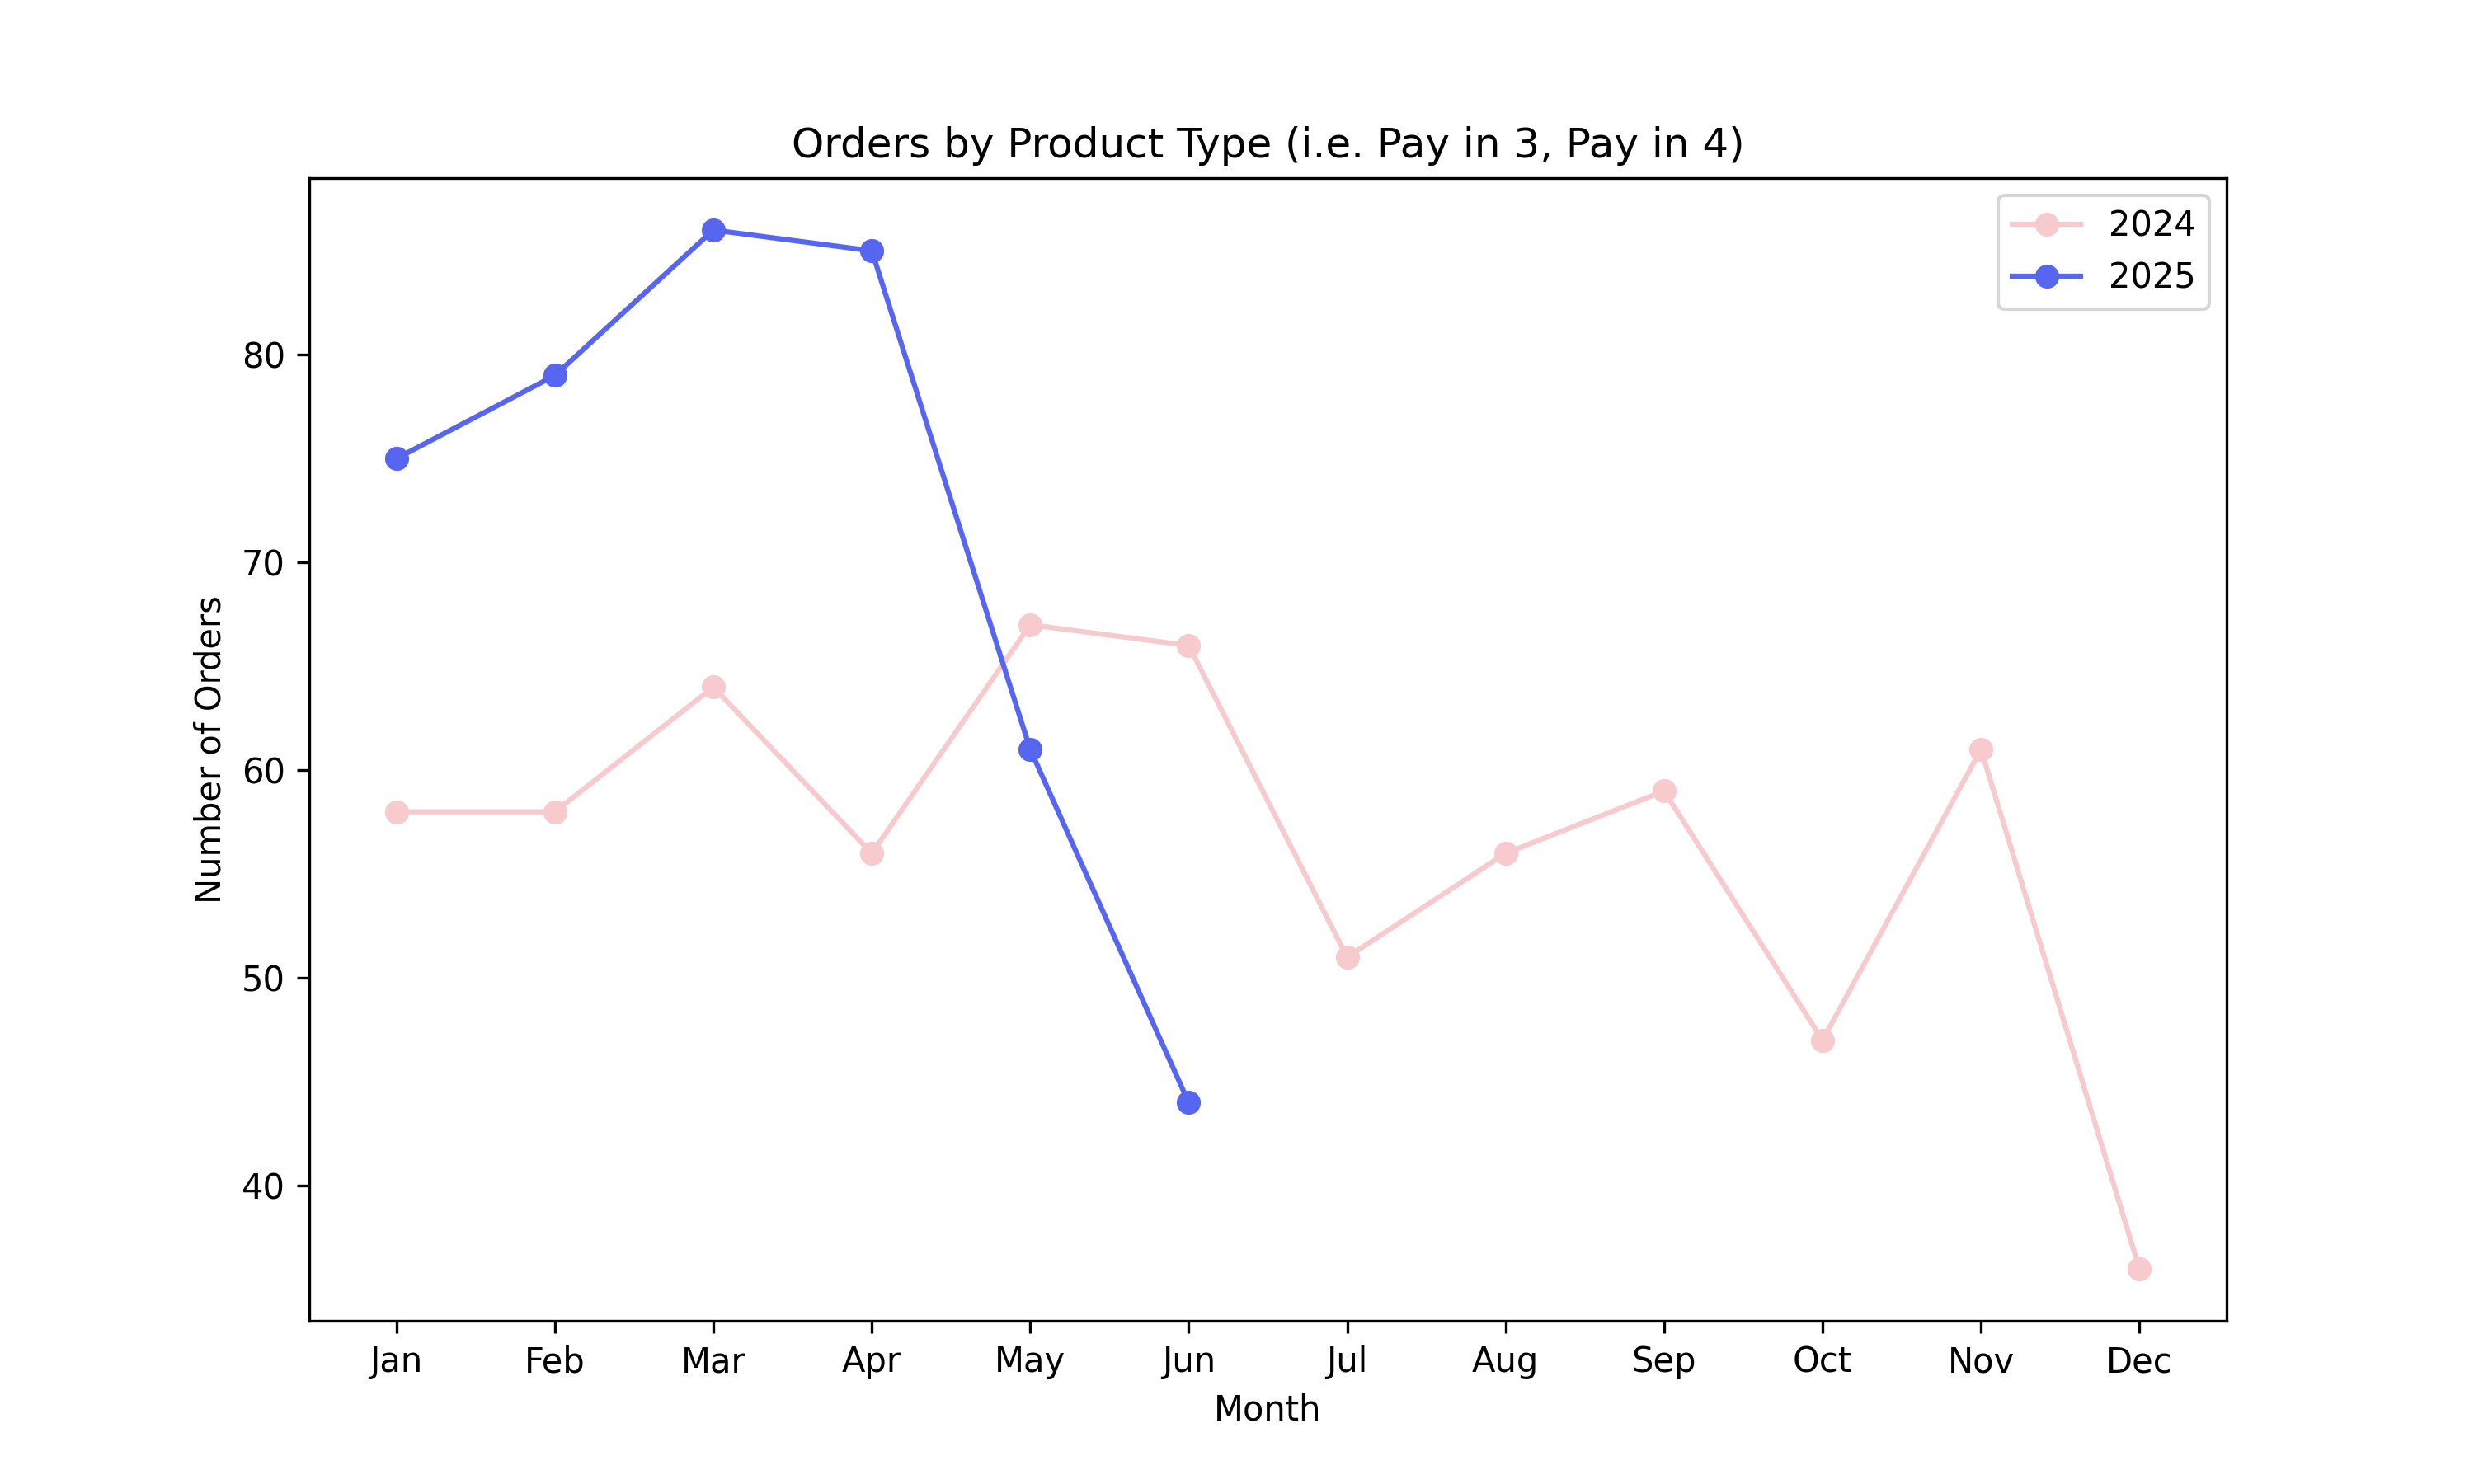 Orders by Product Type (i.e. Pay in 3, Pay in 4)
2024
2025
80
70
60
50
40
Number of Orders
Jan Feb Mar Apr May Jun Jul Aug Sep Oct Nov Dec
Month